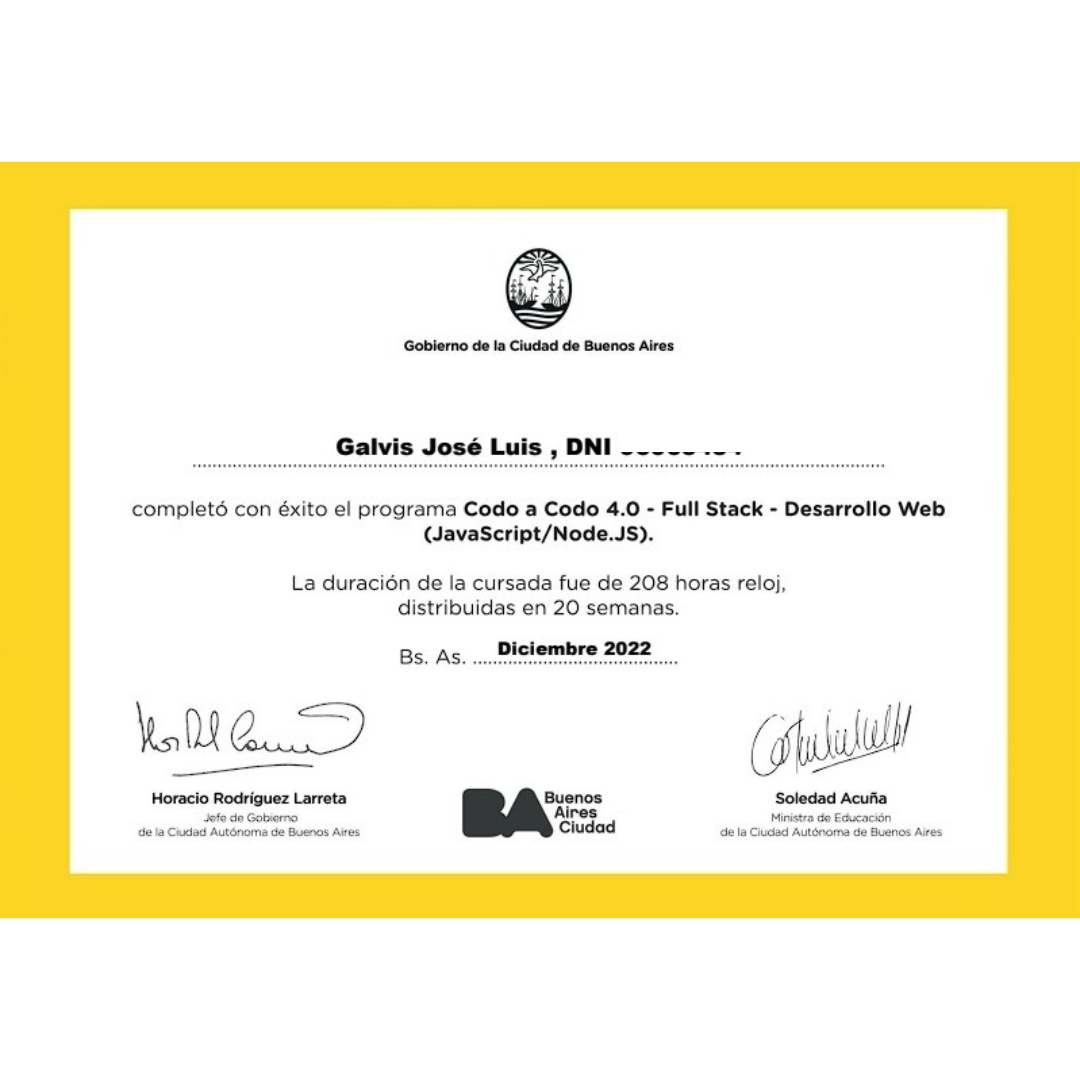 Gobierno de la Ciudad de Buenos Aires
Galvis José Luis , DNI
completó con éxito el programa Codo a Codo 4.0 - Full Stack - Desarrollo Web
(JavaScript/Node.JS).
La duración de la cursada fue de 208 horas reloj,
distribuidas en 20 semanas.
Bs. As. Diciembre 2022
Horacio Rodríguez Larreta
Jefe de Gobierno
de la Ciudad Autónoma de Buenos Aires
BA Buenos
Aires
Ciudad
Soledad Acuña
Ministra de Educación
de la Ciudad Autónoma de Buenos Aires